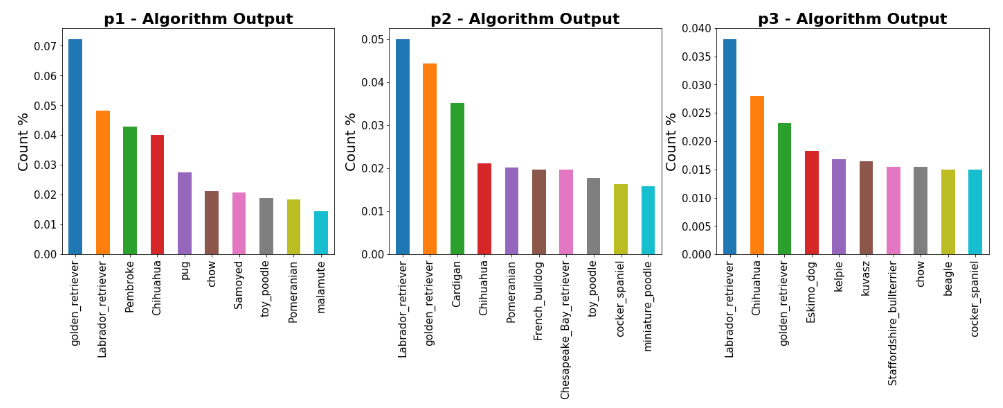 p1 - Algorithm Output
Count %
0.07
0.06
0.05
0.04
0.03
0.02
0.01
0.00
golden_retriever
Labrador_retriever
Pembroke
Chihuahua
pug
chow
Samoyed
toy_poodle
Pomeranian
malamute
p2 - Algorithm Output
Count %
0.05
0.04
0.03
0.02
0.01
0.00
Labrador_retriever
golden_retriever
Cardigan
Chihuahua
Pomeranian
French_bulldog
Chesapeake_Bay_retriever
toy_poodle
cocker_spaniel
miniature_poodle
p3 - Algorithm Output
Count %
0.040
0.035
0.030
0.025
0.020
0.015
0.010
0.005
0.000
Labrador_retriever
Chihuahua
golden_retriever
Eskimo_dog
kelpie
kuvasz
Staffordshire_bullterrier
chow
beagle
cocker_spaniel